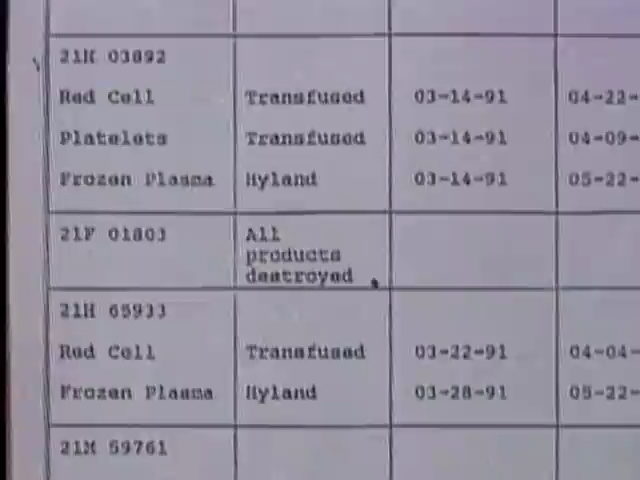 21H 03892
Red Cell Transfused 03-14-91 04-22-
Platelets Transfused 03-14-91 04-09-
Frozen Plasma Hyland 03-14-91 05-22-
21F 01803 All
products
destroyed
21H 65933
Red Cell Transfused 03-22-91 04-04-
Frozen Plasma Hyland 03-28-91 05-22-
21M 59761